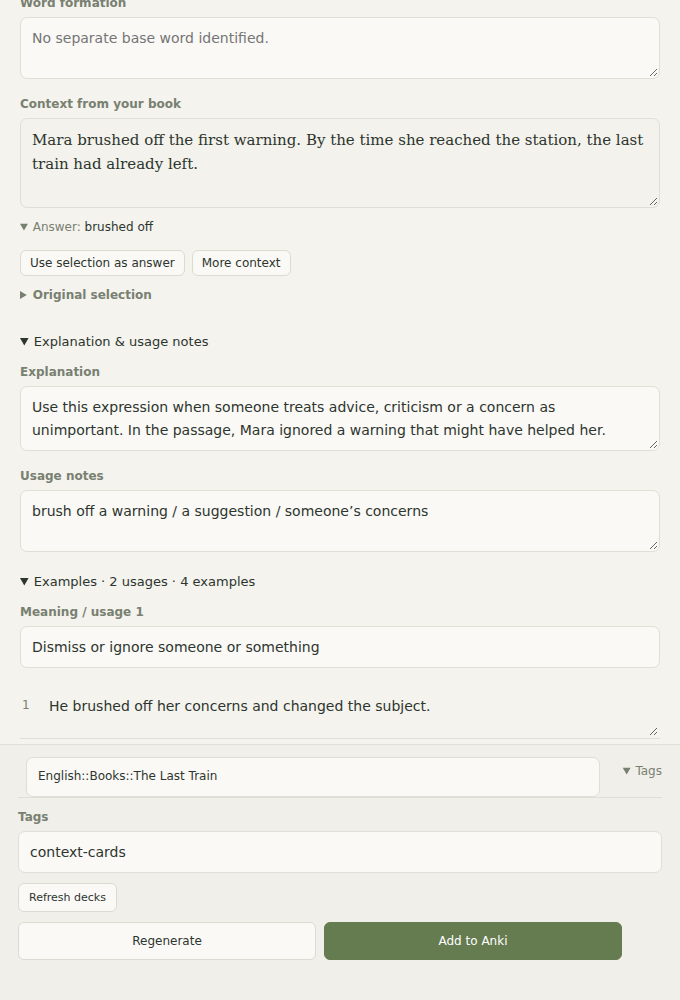 Word formation
No separate base word identified.
Context from your book
Mara brushed off the first warning. By the time she reached the station, the last
train had already left.
Answer: brushed off
Use selection as answer
More context
Original selection
Explanation & usage notes
Explanation
Use this expression when someone treats advice, criticism or a concern as
unimportant. In the passage, Mara ignored a warning that might have helped her.
Usage notes
brush off a warning / a suggestion / someone’s concerns
Examples · 2 usages · 4 examples
Meaning / usage 1
Dismiss or ignore someone or something
1 He brushed off her concerns and changed the subject.
English::Books::The Last Train
Tags
Tags
context-cards
Refresh decks
Regenerate
Add to Anki